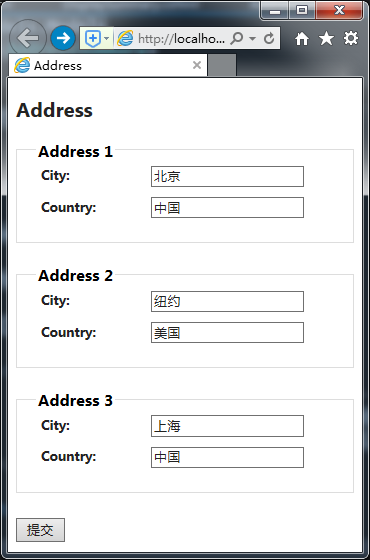 http://localho...
Address
Address
Address 1
City: 北京
Country: 中国
Address 2
City: 纽约
Country: 美国
Address 3
City: 上海
Country: 中国
提交